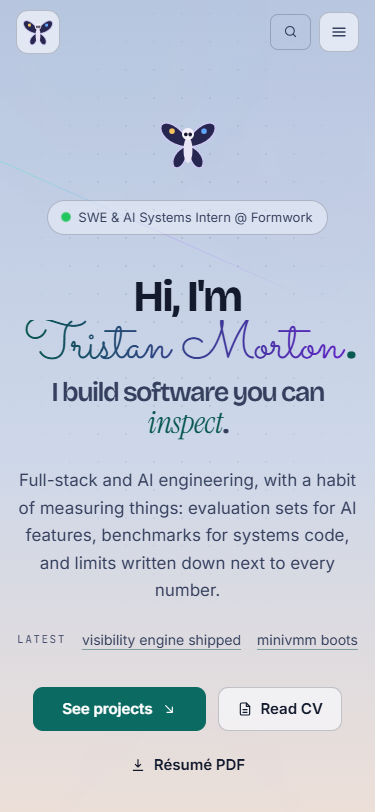 SWE & AI Systems Intern @ Formwork
Hi, I'm
Tristan Morton.
I build software you can
inspect.
Full-stack and AI engineering, with a habit
of measuring things: evaluation sets for AI
features, benchmarks for systems code,
and limits written down next to every
number.
LATEST visibility engine shipped minivmm boots
See projects Read CV
Résumé PDF